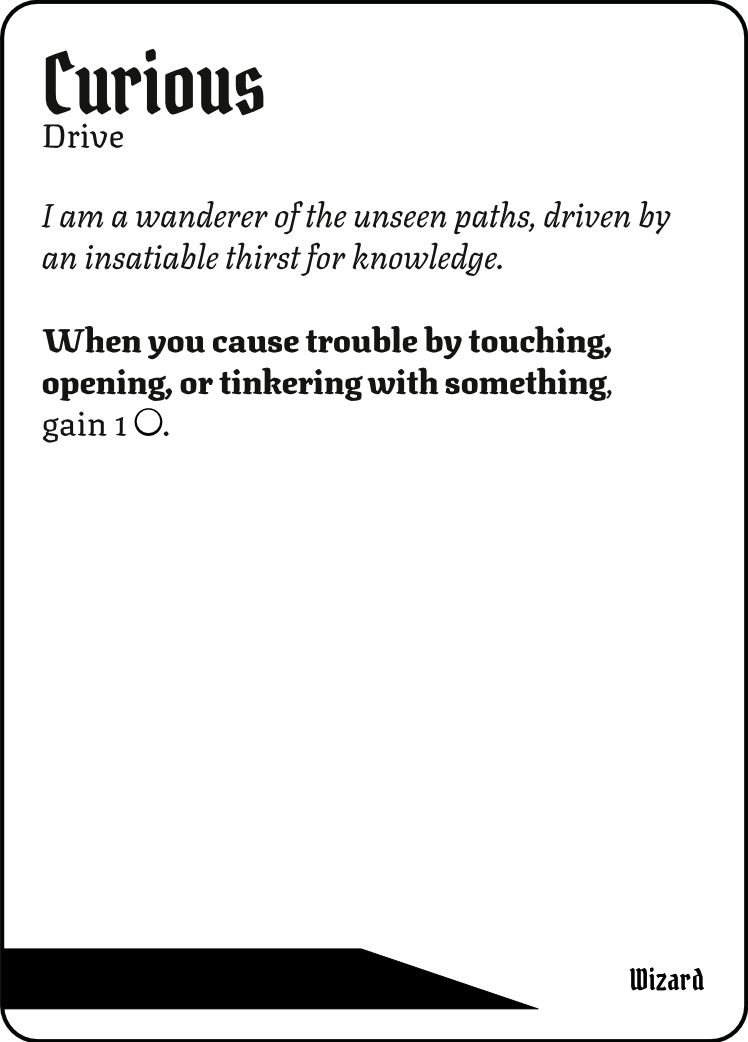 Curious
Drive
I am a wanderer of the unseen paths, driven by
an insatiable thirst for knowledge.
When you cause trouble by touching,
opening, or tinkering with something,
gain 1 ○.
Wizard